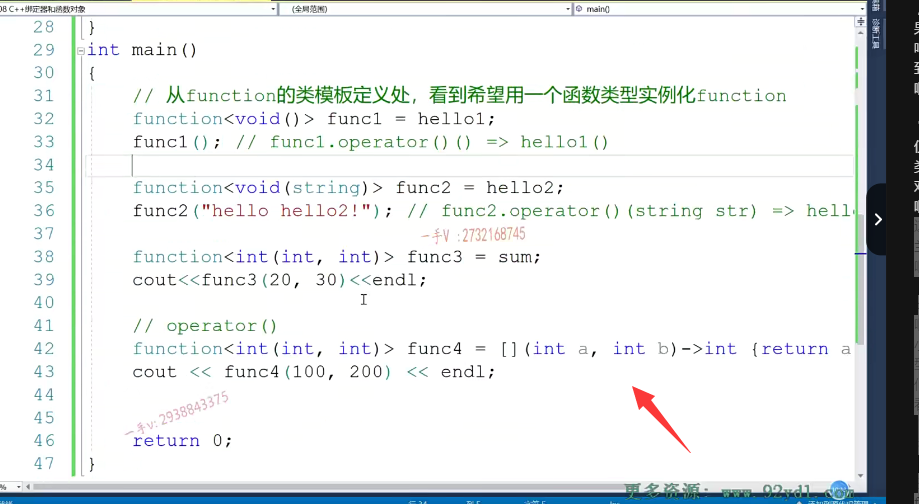 08 C++绑定器和函数对象 (全局范围) main()
28 }
29 int main()
30 {
31 // 从function的类模板定义处，看到希望用一个函数类型实例化function
32 function<void()> func1 = hello1;
33 func1(); // func1.operator()() => hello1()
34
35 function<void(string)> func2 = hello2;
36 func2("hello hello2!"); // func2.operator()(string str) => hell
37
一手V :2732168745
38 function<int(int, int)> func3 = sum;
39 cout<<func3(20, 30)<<endl;
40
41 // operator()
42 function<int(int, int)> func4 = [](int a, int b)->int {return a
43 cout << func4(100, 200) << endl;
44
45
一手v:2938843375
46 return 0;
47 }
更多资源：www.92xdl.com